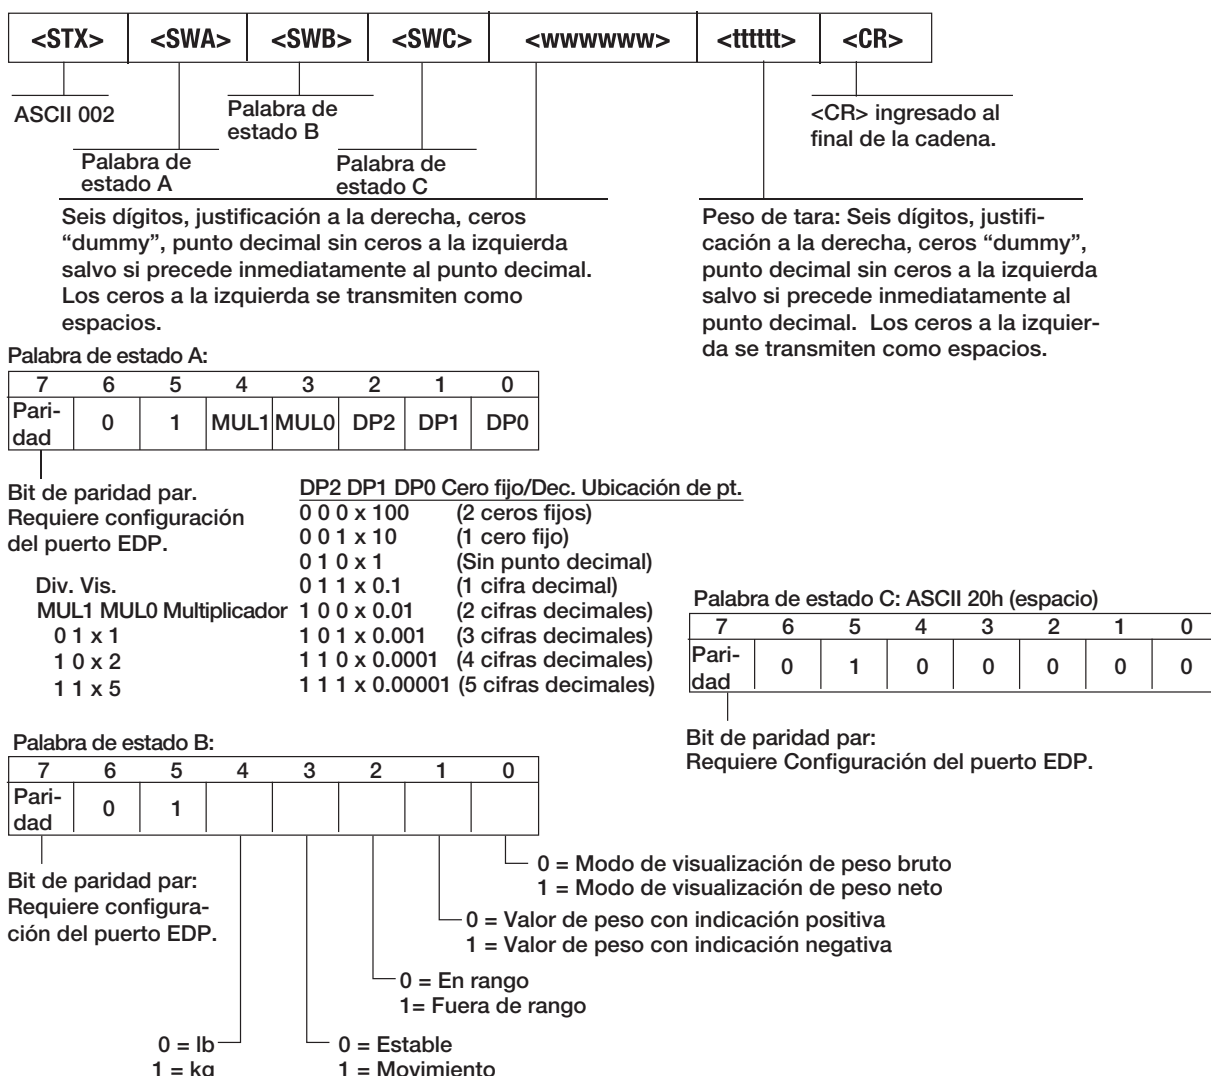 <STX> <SWA> <SWB> <SWC> <wwwwww> <tttttt> <CR>
ASCII 002
Palabra de
estado A
Palabra de
estado B
Palabra de
estado C
<CR> ingresado al
final de la cadena.
Seis dígitos, justificación a la derecha, ceros
“dummy”, punto decimal sin ceros a la izquierda
salvo si precede inmediatamente al punto decimal.
Los ceros a la izquierda se transmiten como
espacios.
Peso de tara: Seis dígitos, justifi-
cación a la derecha, ceros “dummy”,
punto decimal sin ceros a la izquierda
salvo si precede inmediatamente al
punto decimal. Los ceros a la izquier-
da se transmiten como espacios.
Palabra de estado A:
7 6 5 4 3 2 1 0
Pari-
dad 0 1 MUL1 MUL0 DP2 DP1 DP0
Bit de paridad par.
Requiere configuración
del puerto EDP.
Div. Vis.
MUL1 MUL0 Multiplicador
0 1 x 1
1 0 x 2
1 1 x 5
DP2 DP1 DP0 Cero fijo/Dec. Ubicación de pt.
0 0 0 x 100 (2 ceros fijos)
0 0 1 x 10 (1 cero fijo)
0 1 0 x 1 (Sin punto decimal)
0 1 1 x 0.1 (1 cifra decimal)
1 0 0 x 0.01 (2 cifras decimales)
1 0 1 x 0.001 (3 cifras decimales)
1 1 0 x 0.0001 (4 cifras decimales)
1 1 1 x 0.00001 (5 cifras decimales)
Palabra de estado C: ASCII 20h (espacio)
7 6 5 4 3 2 1 0
Pari-
dad 0 1 0 0 0 0 0
Bit de paridad par:
Requiere Configuración del puerto EDP.
Palabra de estado B:
7 6 5 4 3 2 1 0
Pari-
dad 0 1
Bit de paridad par:
Requiere configura-
ción del puerto EDP.
0 = Modo de visualización de peso bruto
1 = Modo de visualización de peso neto
0 = Valor de peso con indicación positiva
1 = Valor de peso con indicación negativa
0 = En rango
1= Fuera de rango
0 = lb
1 = kg
0 = Estable
1 = Movimiento